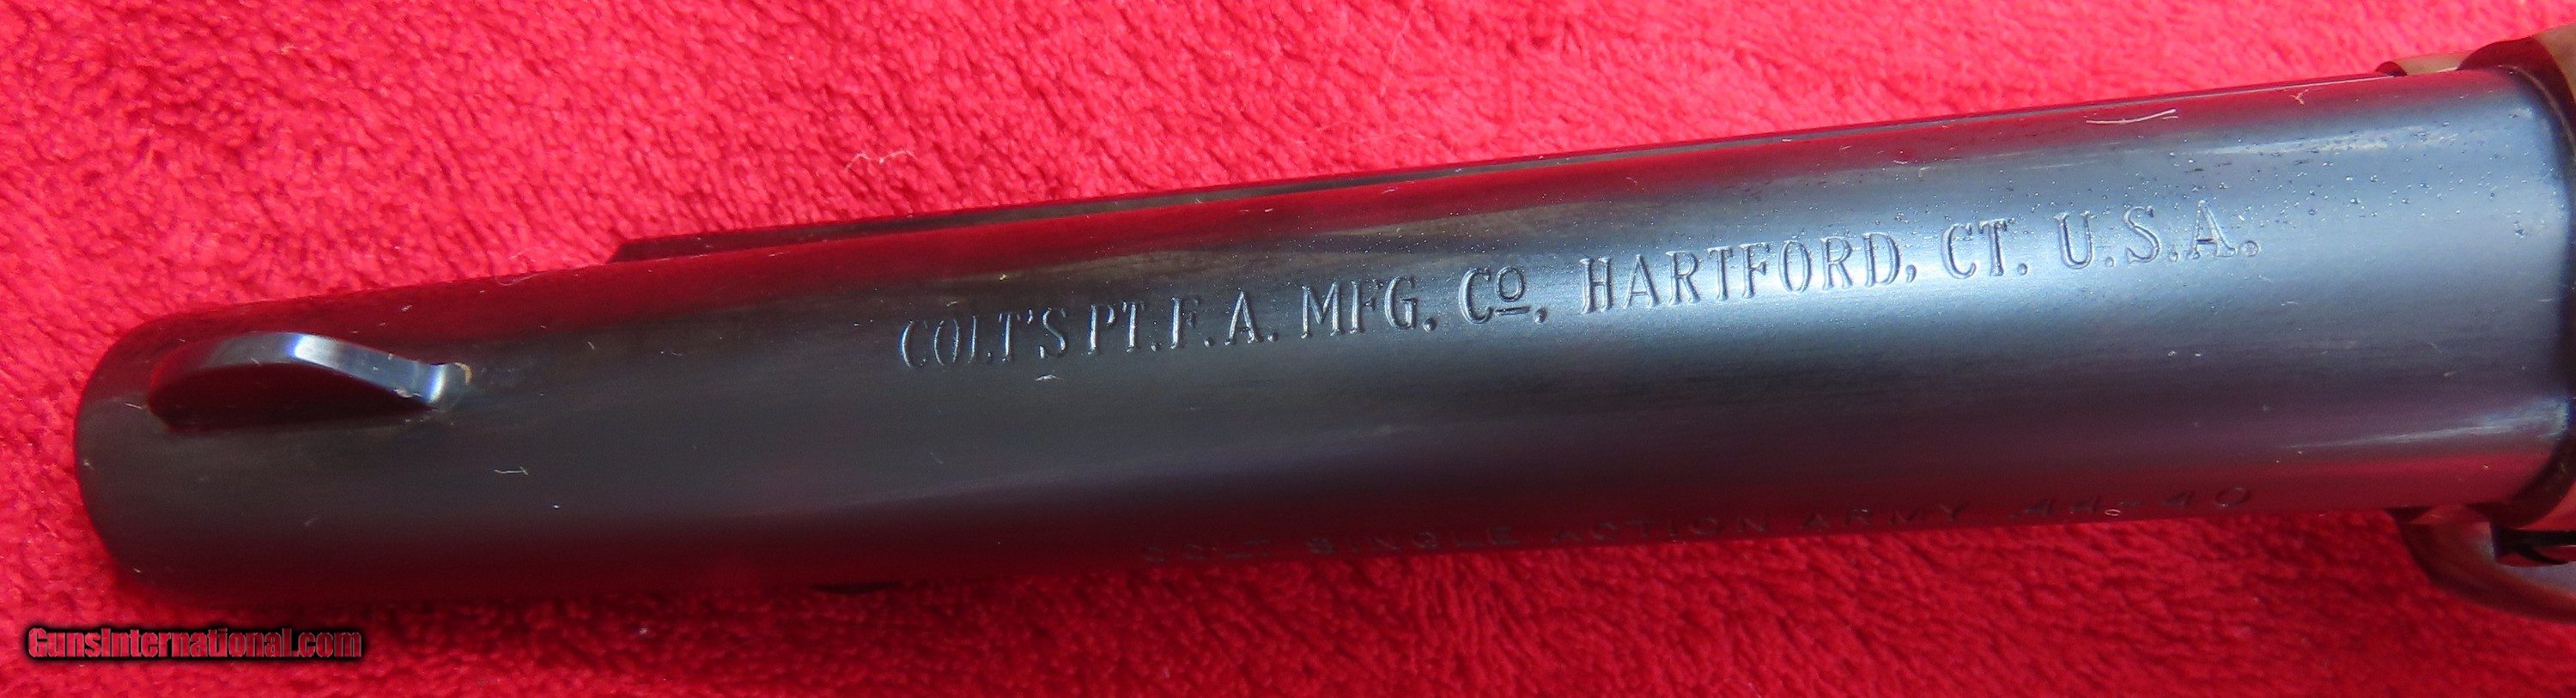 COLT'S PT. F. A. MFG. Cº. HARTFORD, CT. U.S.A.
COLT SINGLE ACTION ARMY .44-40
GunsInternational.com